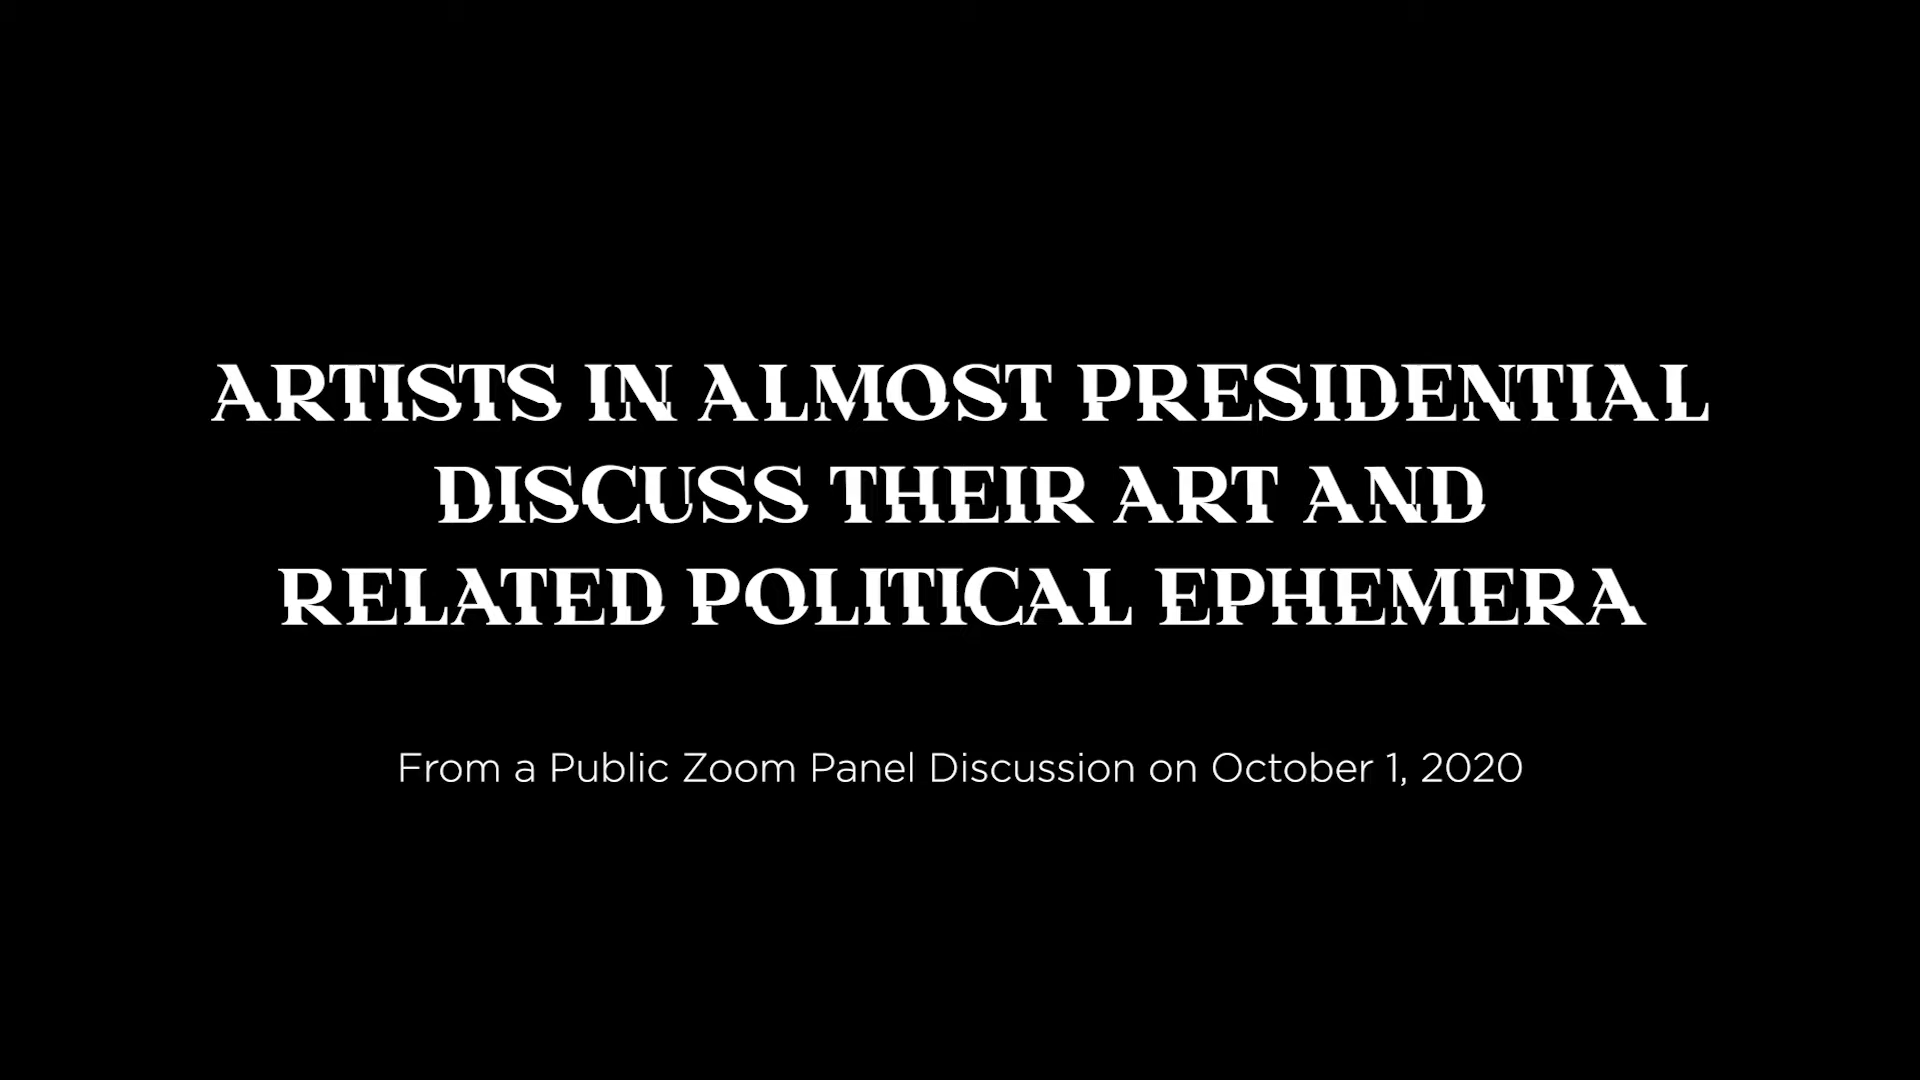 ARTISTS IN ALMOST PRESIDENTIAL
DISCUSS THEIR ART AND
RELATED POLITICAL EPHEMERA
From a Public Zoom Panel Discussion on October 1, 2020